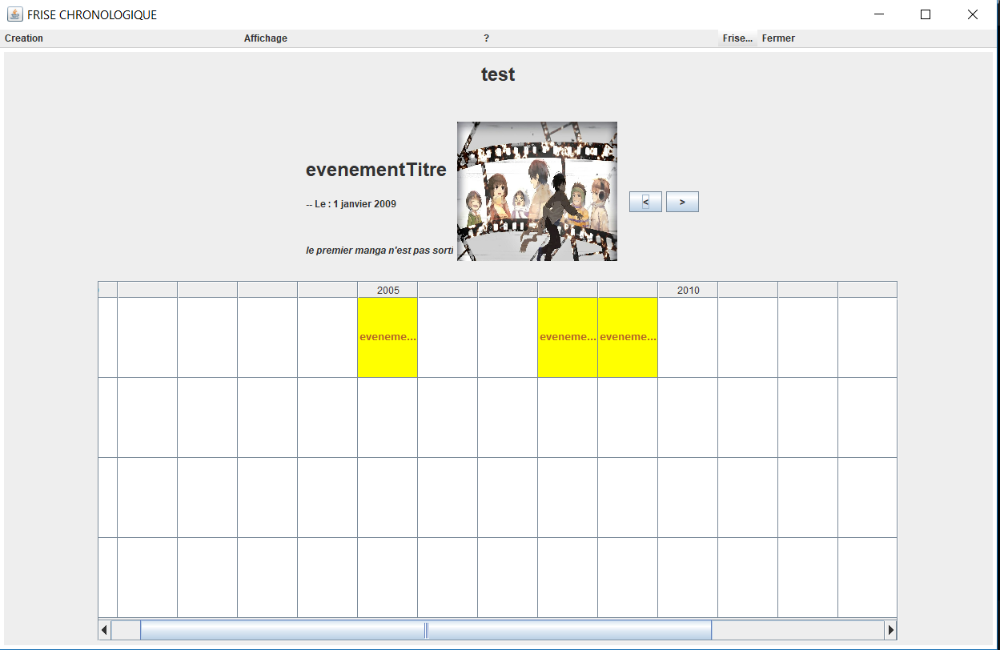 FRISE CHRONOLOGIQUE
Creation Affichage ? Frise... Fermer
test
evenementTitre
-- Le : 1 janvier 2009
< >
le premier manga n'est pas sorti
2005 2010
eveneme... eveneme... eveneme...